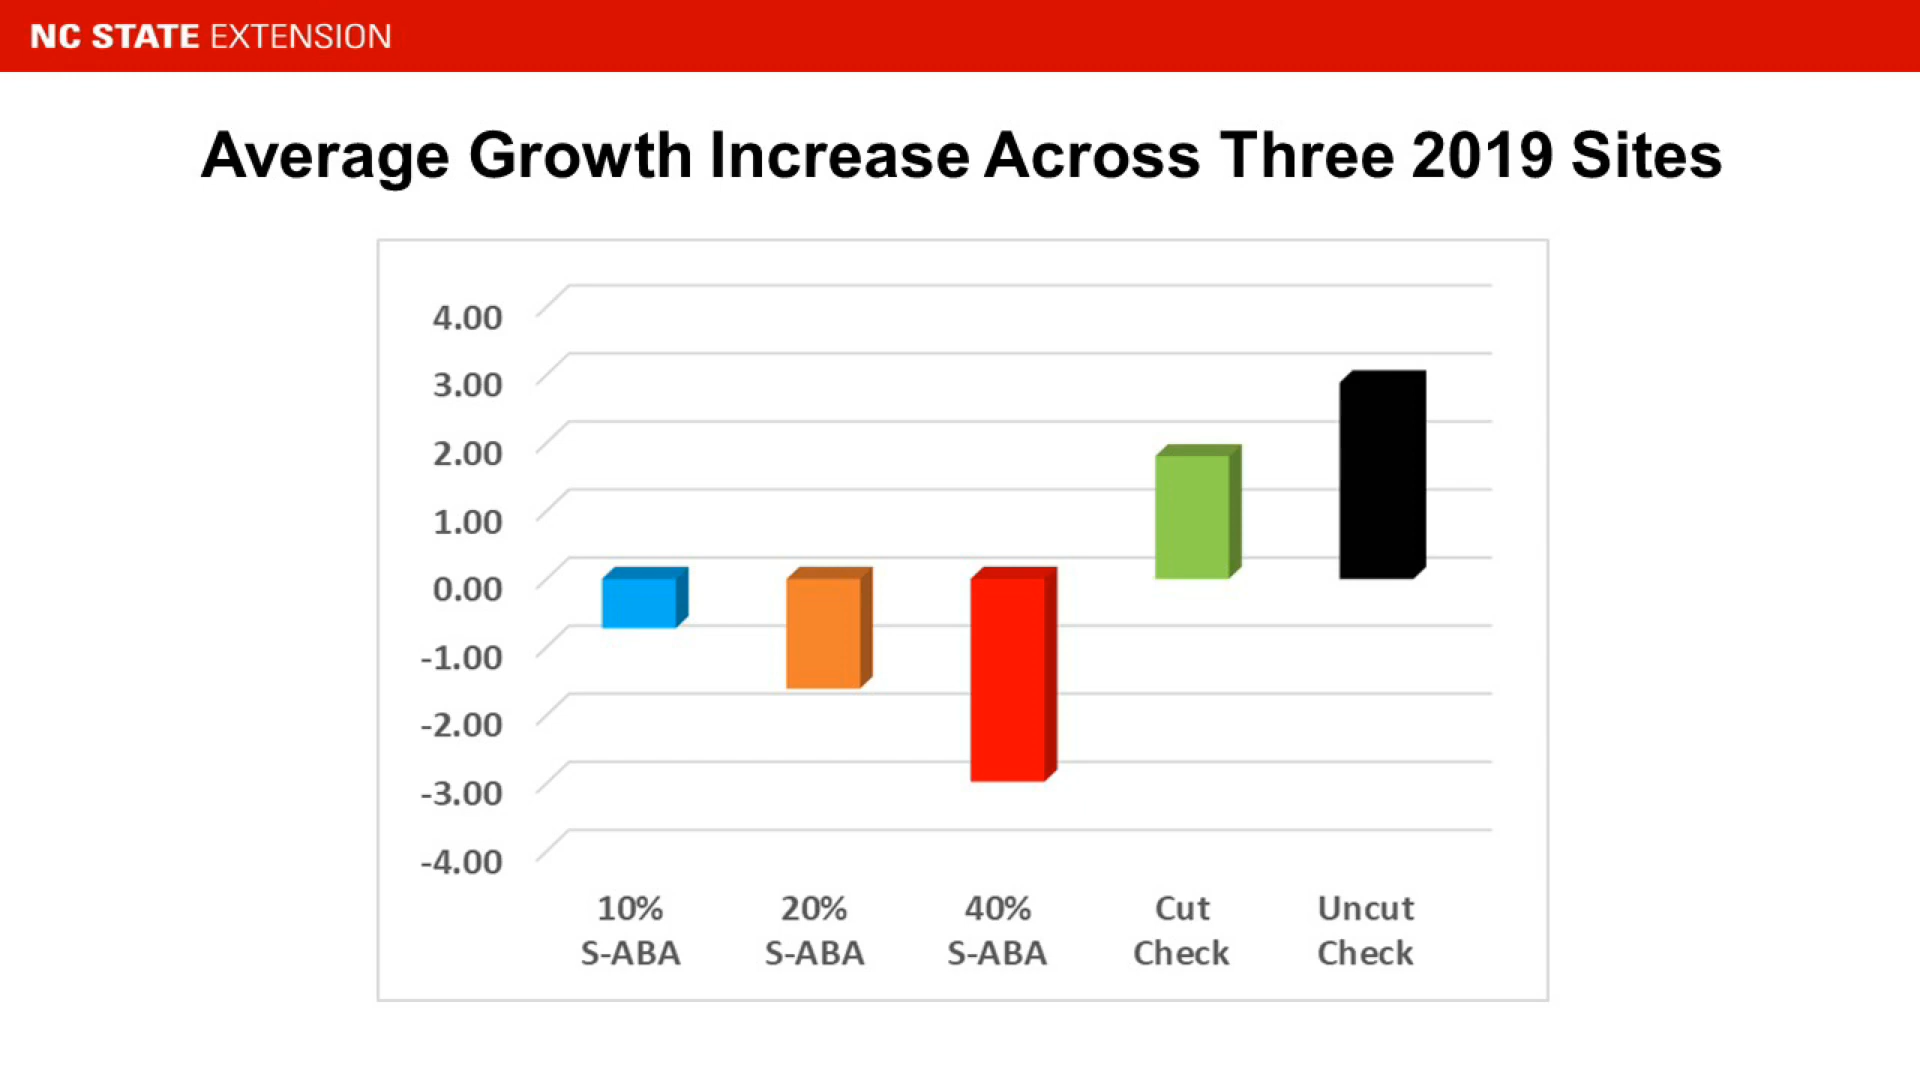 NC STATE EXTENSION
Average Growth Increase Across Three 2019 Sites
4.00
3.00
2.00
1.00
0.00
-1.00
-2.00
-3.00
-4.00
10% 20% 40% Cut Uncut
S-ABA S-ABA S-ABA Check Check